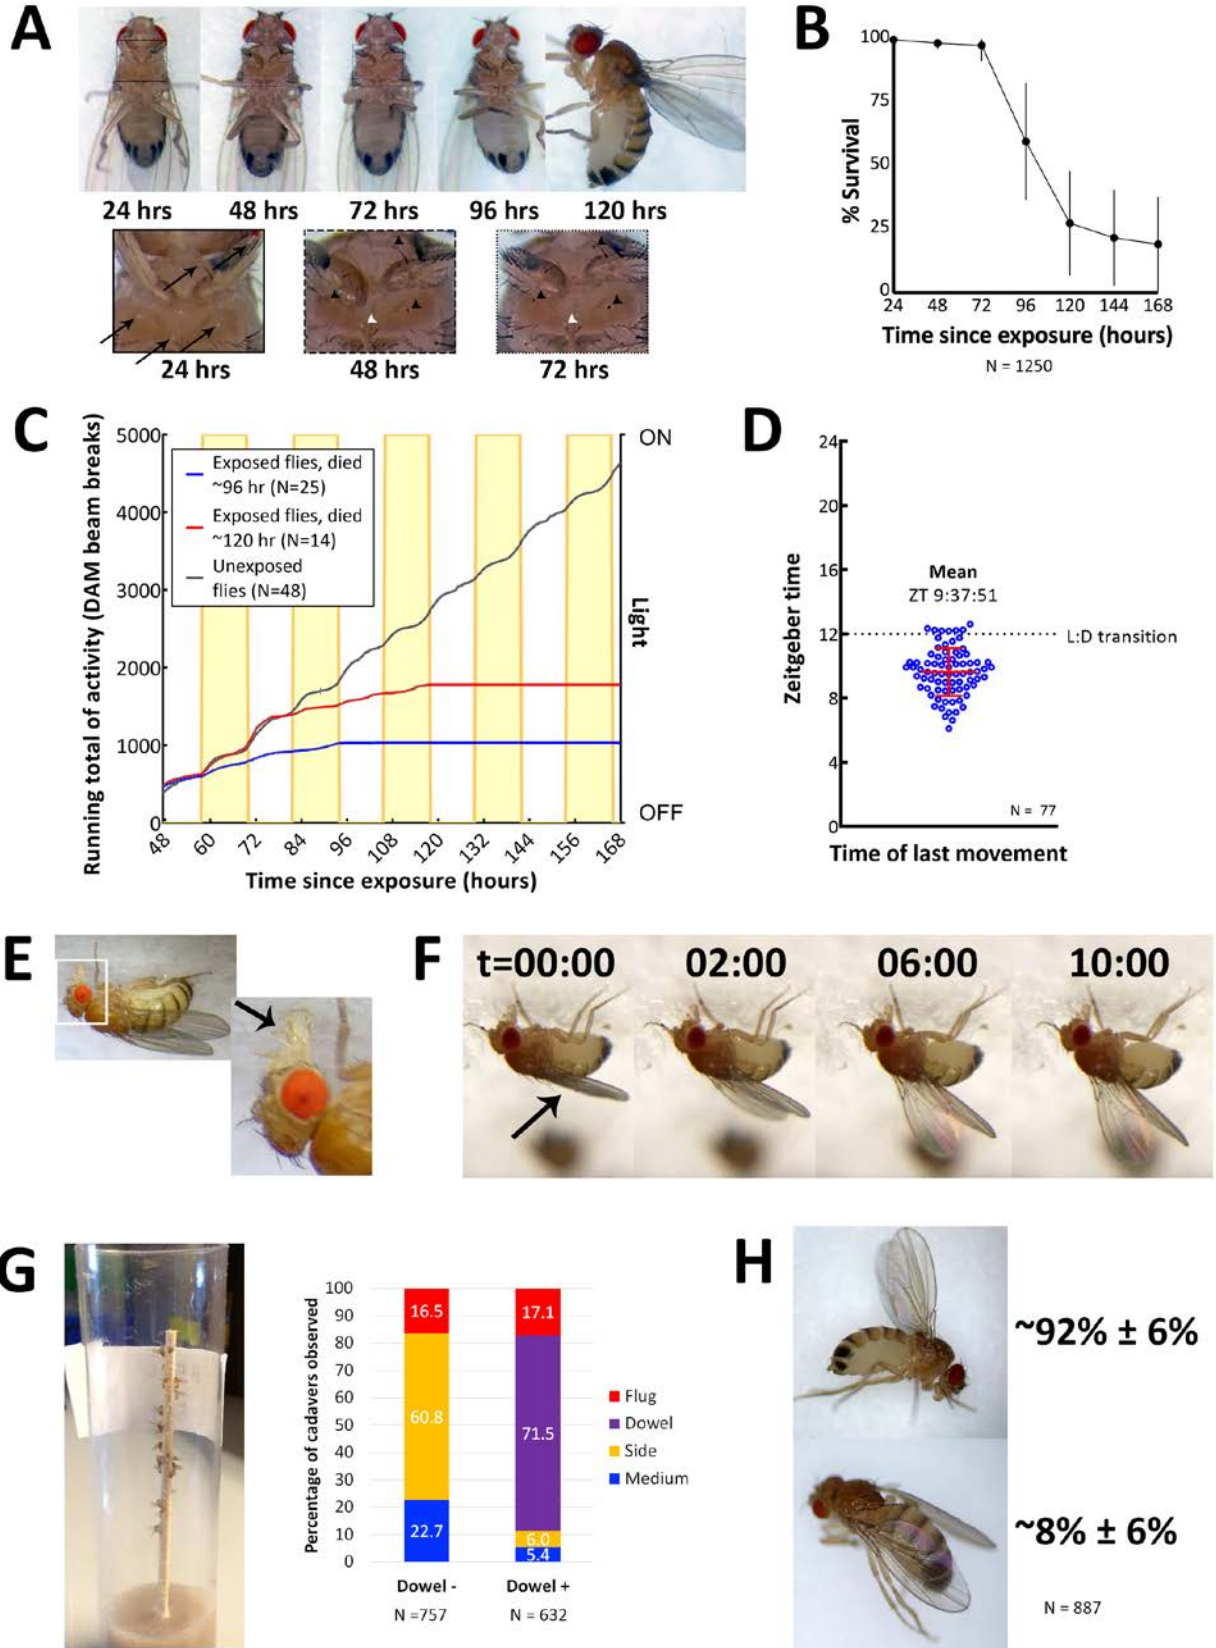 A
24 hrs 48 hrs 72 hrs 96 hrs 120 hrs
24 hrs 48 hrs 72 hrs
B
% Survival
100
75
50
25
0
24 48 72 96 120 144 168
Time since exposure (hours)
N = 1250
C
Running total of activity (DAM beam breaks)
5000
4000
3000
2000
1000
0
Exposed flies, died
~96 hr (N=25)
Exposed flies, died
~120 hr (N=14)
Unexposed
flies (N=48)
ON
Light
OFF
48 60 72 84 96 108 120 132 144 156 168
Time since exposure (hours)
D
Zeitgeber time
24
20
16
12
8
4
0
Mean
ZT 9:37:51
L:D transition
N = 77
Time of last movement
E
F
t=00:00 02:00 06:00 10:00
G
Percentage of cadavers observed
100
90
80
70
60
50
40
30
20
10
0
16.5
60.8
22.7
17.1
71.5
6.0
5.4
Dowel - Dowel +
N =757 N = 632
Flug
Dowel
Side
Medium
H
~92% ± 6%
~8% ± 6%
N = 887